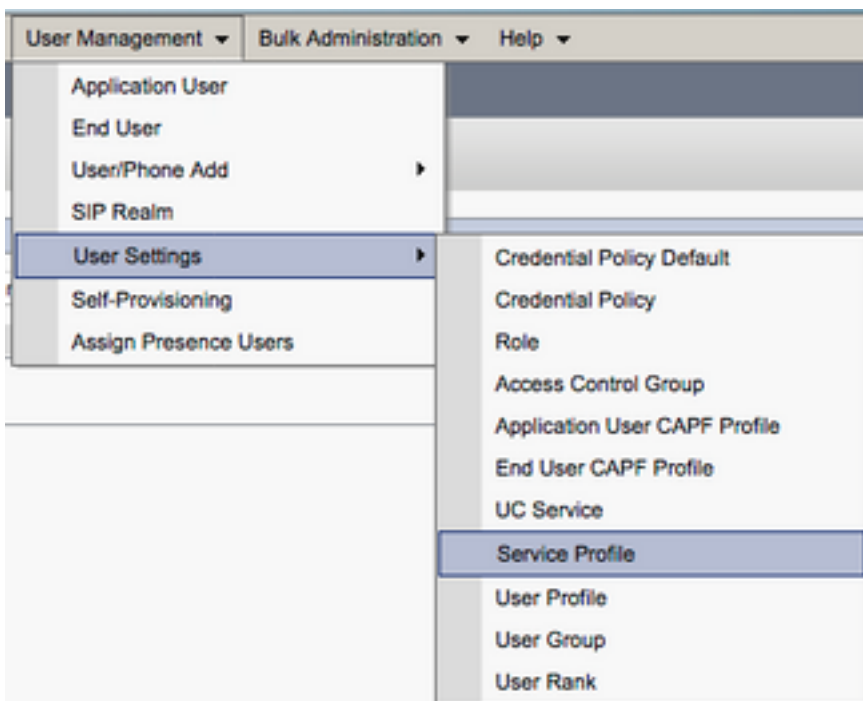 User Management Bulk Administration Help
Application User
End User
User/Phone Add
SIP Realm
User Settings
Self-Provisioning
Assign Presence Users
Credential Policy Default
Credential Policy
Role
Access Control Group
Application User CAPF Profile
End User CAPF Profile
UC Service
Service Profile
User Profile
User Group
User Rank